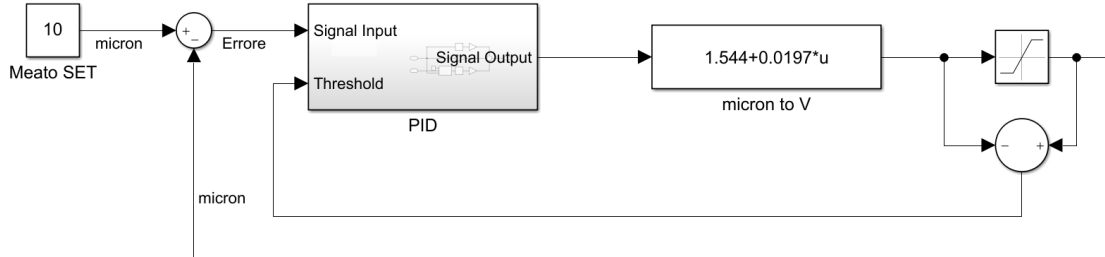 10
Meato SET
micron
+
−
Errore
Signal Input
Threshold
Signal Output
PID
1.544+0.0197*u
micron to V
−
+
micron